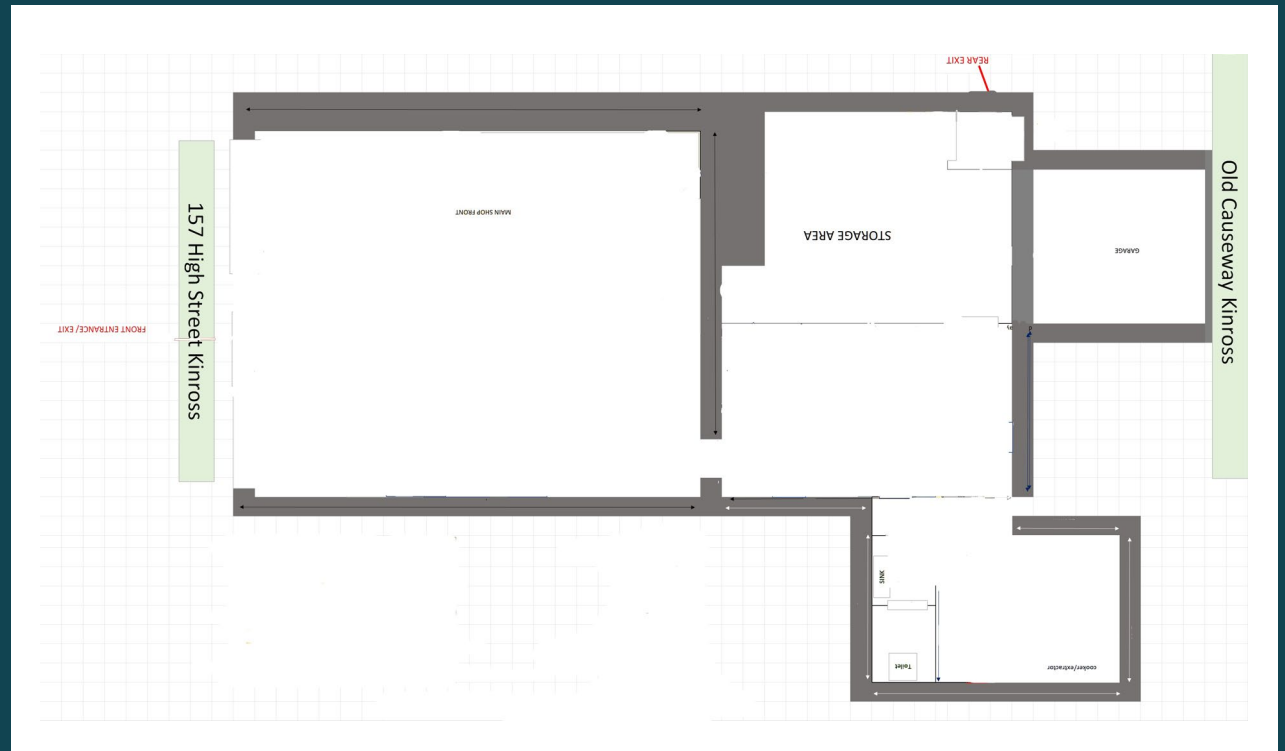 REAR EXIT
MAIN SHOP FRONT
STORAGE AREA
GARAGE
Old Causeway Kinross
157 High Street Kinross
FRONT ENTRANCE/ EXIT
SINK
Toilet
cooker/extractor